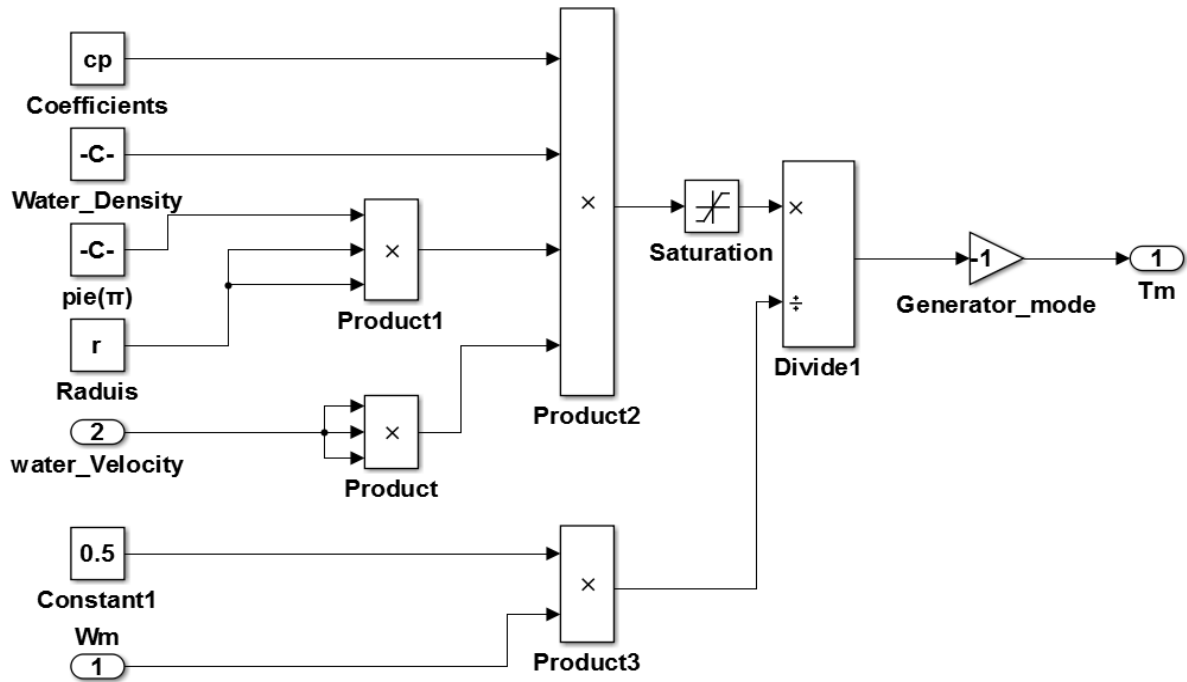 cp
Coefficients
-C-
Water_Density
-C-
pie(π)
r
Raduis
2
water_Velocity
×
Product1
×
Product
×
Product2
0.5
Constant1
Wm
1
×
Product3
Saturation
×
÷
Divide1
-1
Generator_mode
1
Tm